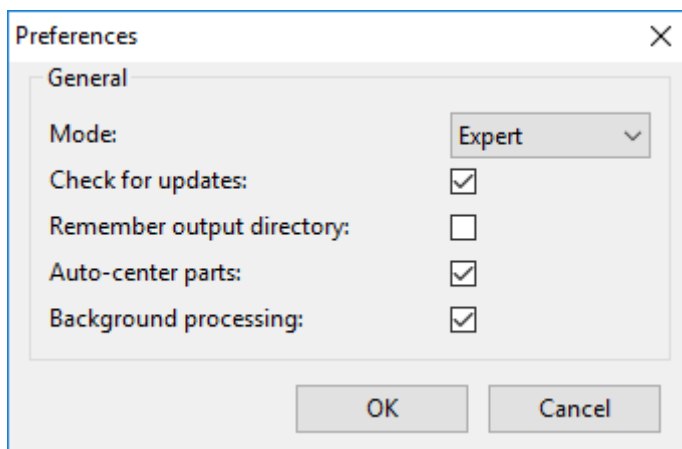 Preferences
General
Mode: Expert
Check for updates:
Remember output directory:
Auto-center parts:
Background processing:
OK Cancel